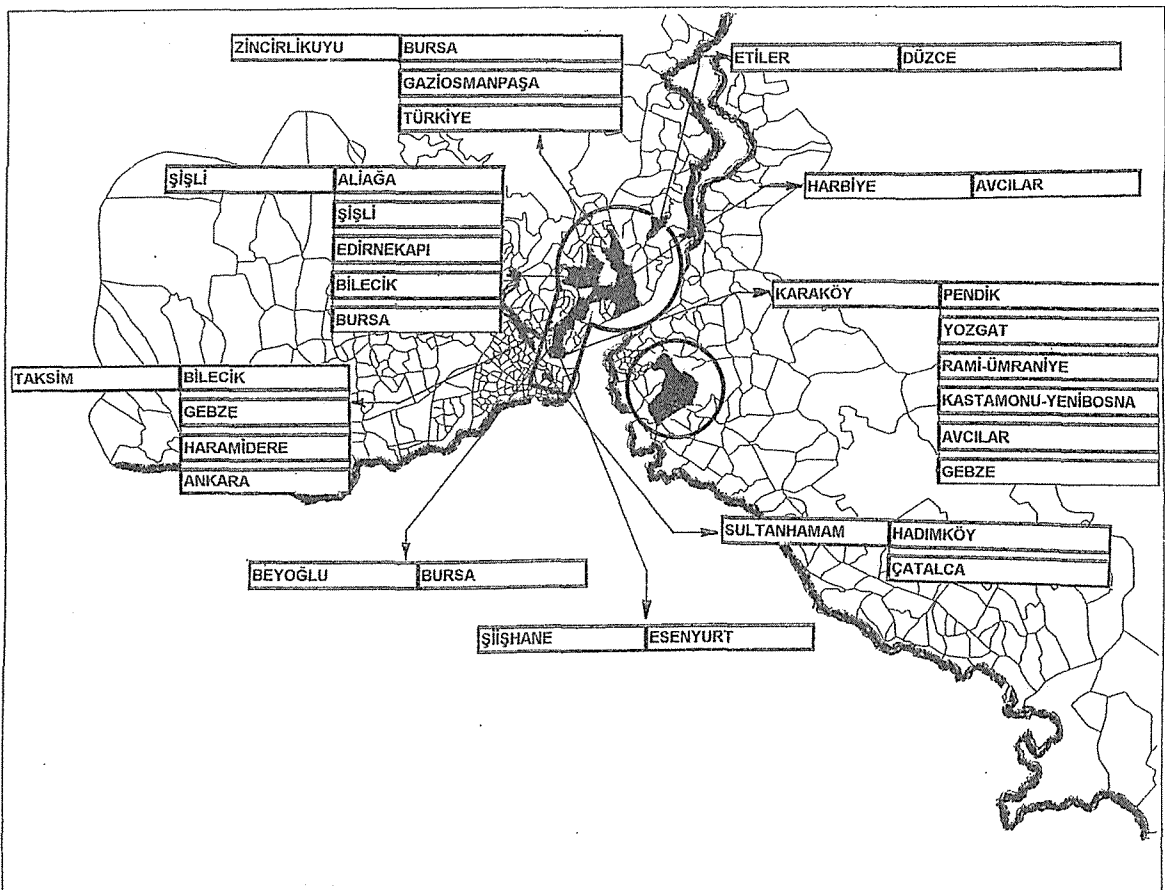 ZİNCİRLİKUYU BURSA
GAZİOSMANPAŞA
TÜRKİYE
ETİLER DÜZCE
ŞİŞLİ ALİAĞA
ŞİŞLİ
EDİRNEKAPI
BİLECİK
BURSA
HARBİYE AVCILAR
KARAKÖY PENDİK
YOZGAT
RAMİ-ÜMRANİYE
KASTAMONU-YENİBOSNA
AVCILAR
GEBZE
TAKSİM BİLECİK
GEBZE
HARAMİDERE
ANKARA
SULTANHAMAM HADIMKÖY
ÇATALCA
BEYOĞLU BURSA
ŞİİŞHANE ESENYURT